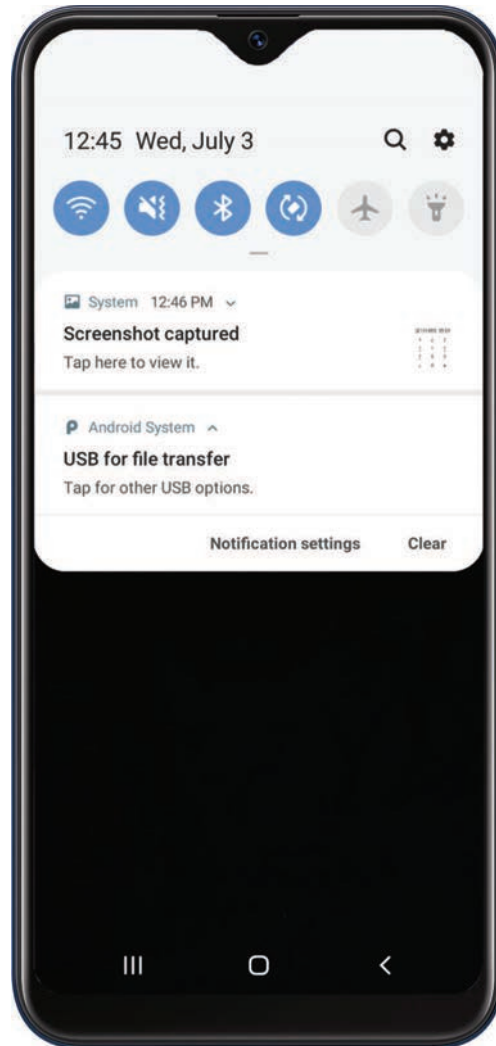 12:45 Wed, July 3
System 12:46 PM
Screenshot captured
Tap here to view it.
Android System
USB for file transfer
Tap for other USB options.
Notification settings Clear